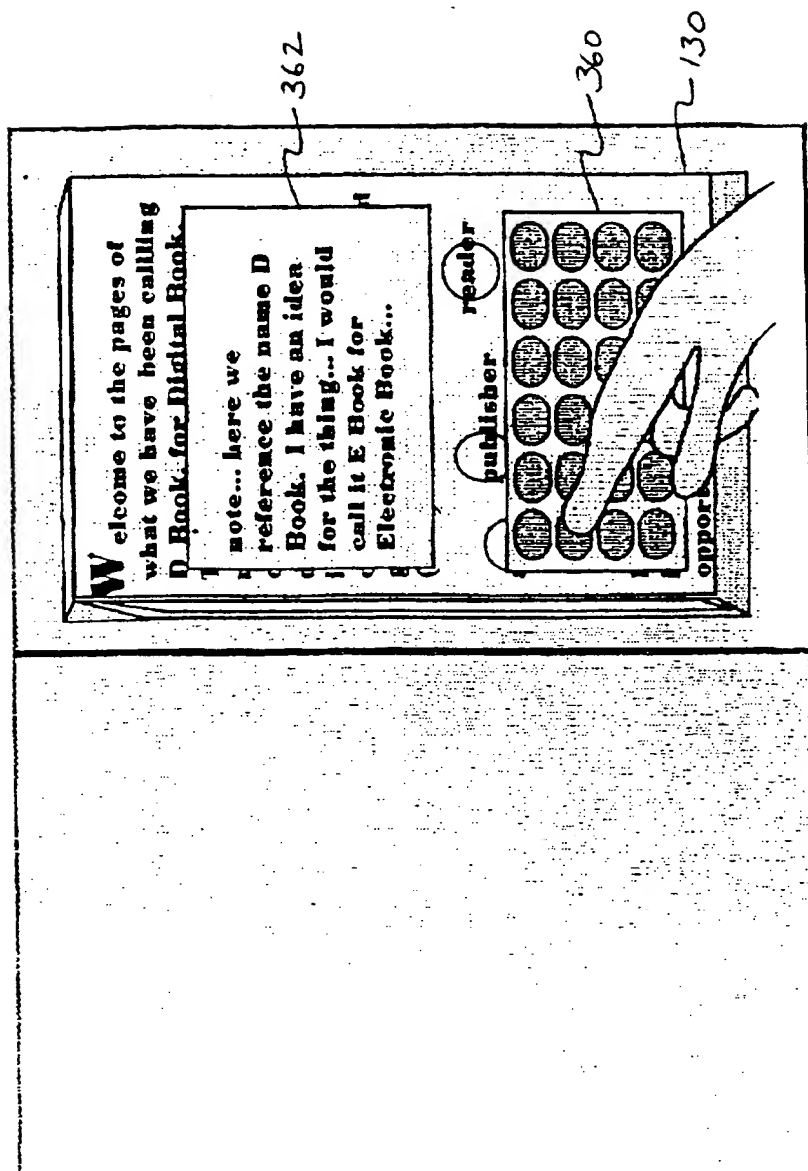 Welcome to the pages of
what we have been callling
D Book, for Digital Book.
note... here we
reference the name D
Book. I have an idea
for the thing... I would
call it E Book for
Electronic Book...
publisher reader
oppor
362
360
130